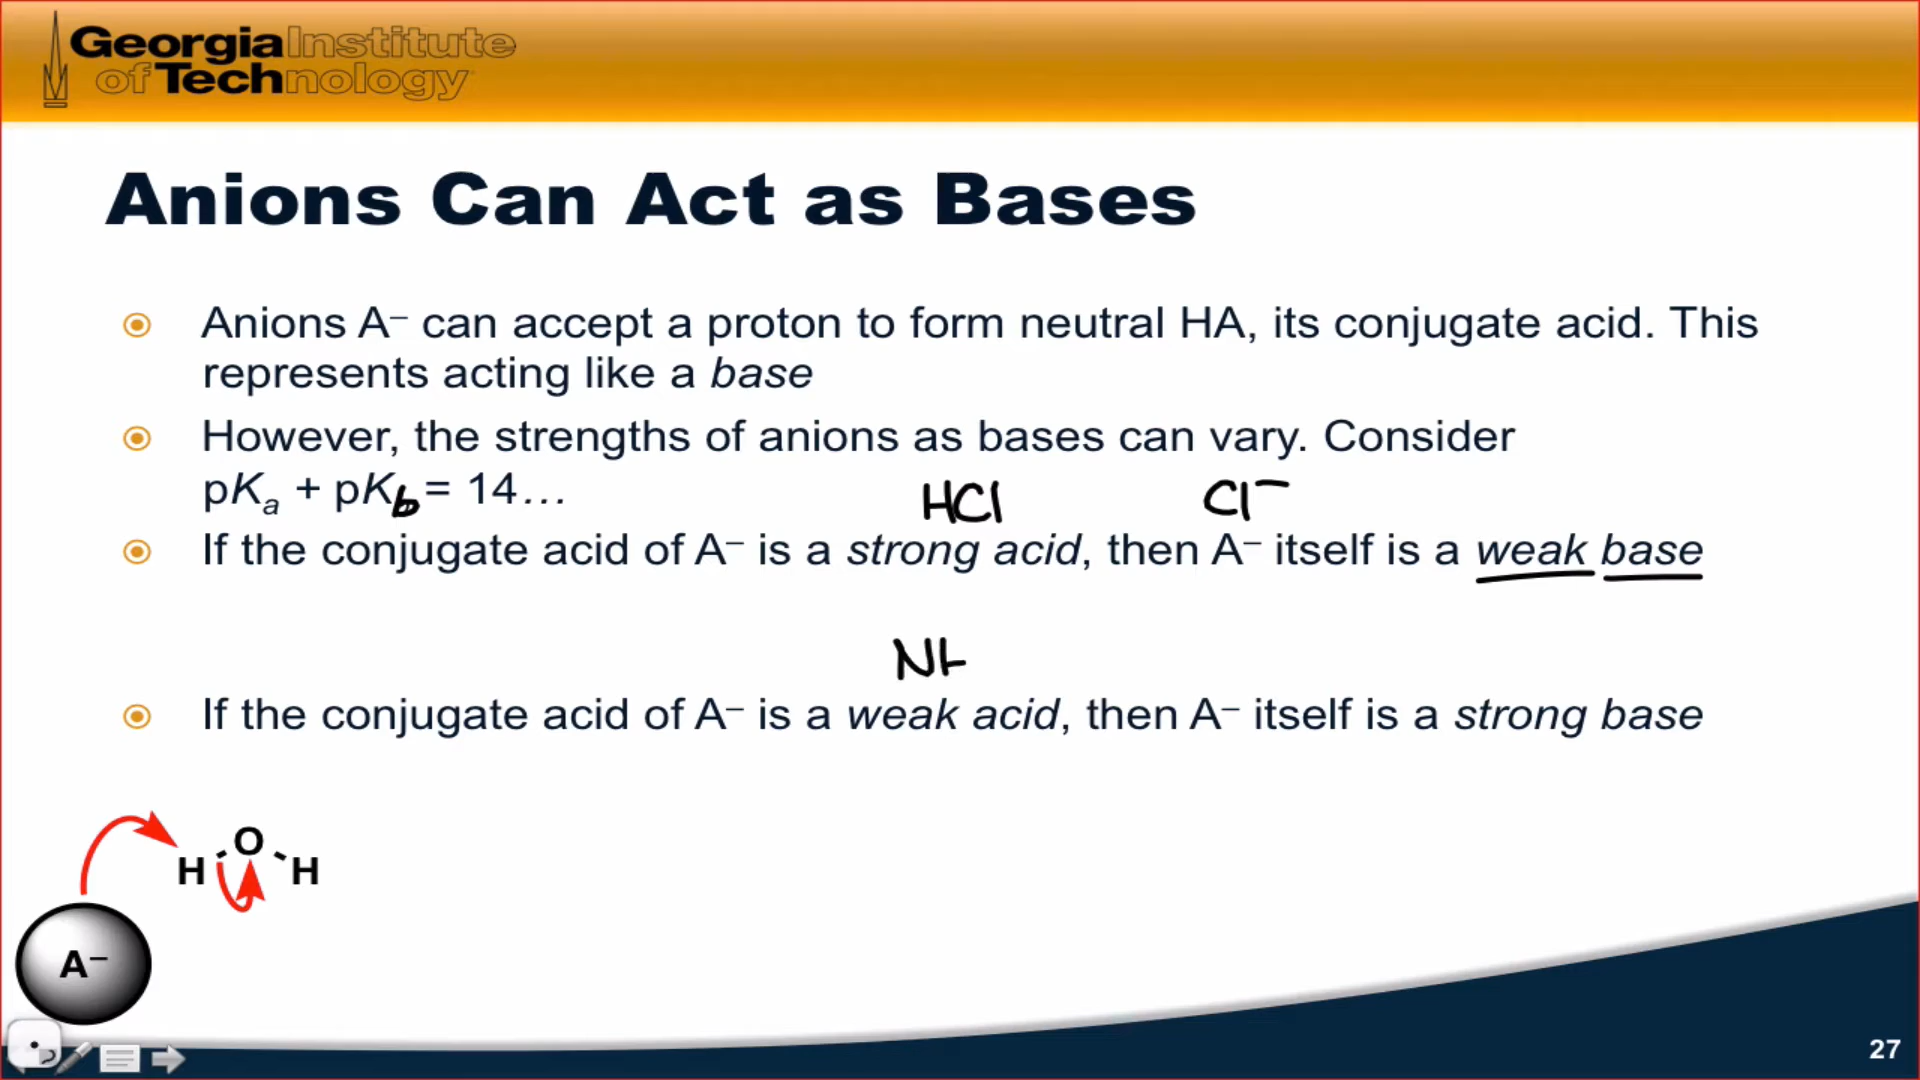 Georgia Institute
of Technology
Anions Can Act as Bases
Anions A⁻ can accept a proton to form neutral HA, its conjugate acid. This
represents acting like a base
However, the strengths of anions as bases can vary. Consider
pKa + pKb = 14…
HCl Cl⁻
If the conjugate acid of A⁻ is a strong acid, then A⁻ itself is a weak base
NH
If the conjugate acid of A⁻ is a weak acid, then A⁻ itself is a strong base
O
H H
A⁻
27